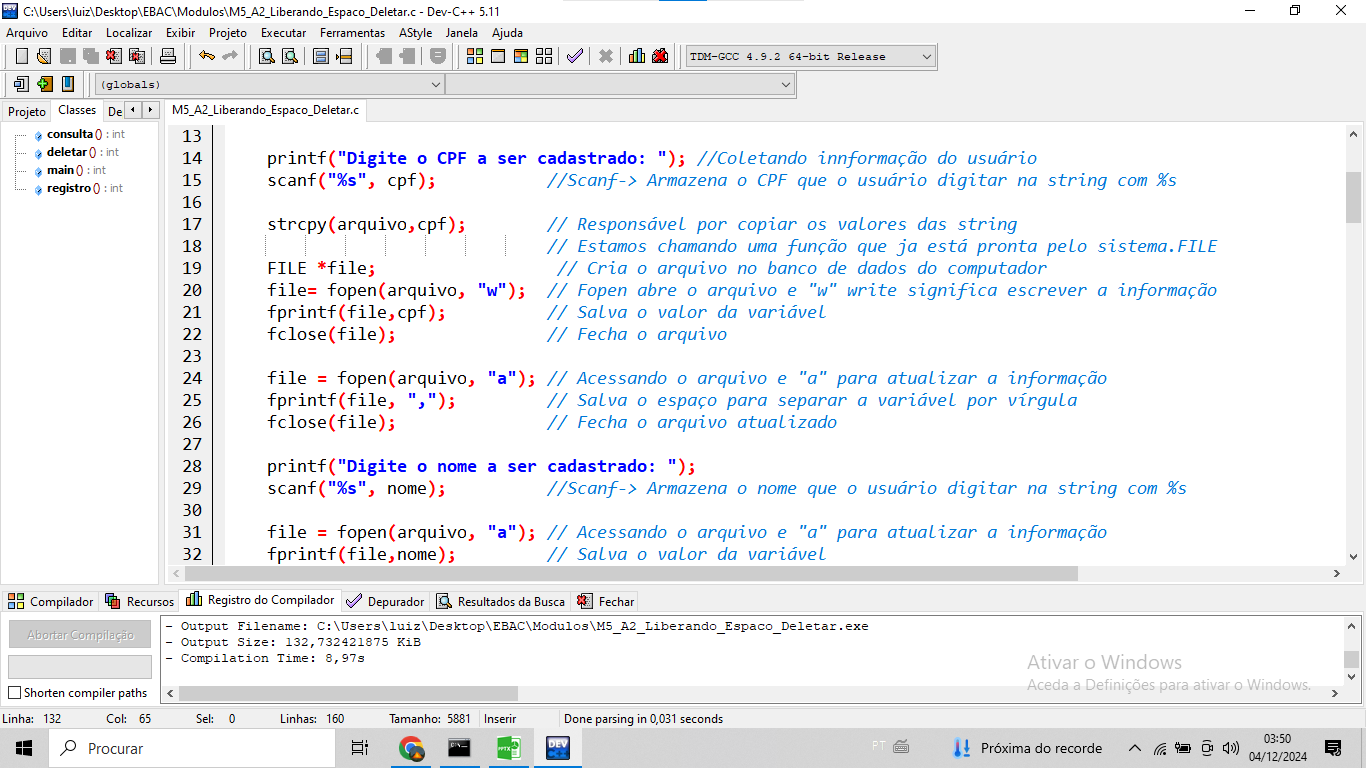 C:\Users\luiz\Desktop\EBAC\Modulos\M5_A2_Liberando_Espaco_Deletar.c - Dev-C++ 5.11
Arquivo Editar Localizar Exibir Projeto Executar Ferramentas AStyle Janela Ajuda
TDM-GCC 4.9.2 64-bit Release
(globals)
Projeto Classes De M5_A2_Liberando_Espaco_Deletar.c
consulta () : int
deletar () : int
main () : int
registro () : int
13
14 printf("Digite o CPF a ser cadastrado: "); //Coletando innformação do usuário
15 scanf("%s", cpf); //Scanf-> Armazena o CPF que o usuário digitar na string com %s
16
17 strcpy(arquivo,cpf); // Responsável por copiar os valores das string
18 // Estamos chamando uma função que ja está pronta pelo sistema.FILE
19 FILE *file; // Cria o arquivo no banco de dados do computador
20 file= fopen(arquivo, "w"); // Fopen abre o arquivo e "w" write significa escrever a informação
21 fprintf(file,cpf); // Salva o valor da variável
22 fclose(file); // Fecha o arquivo
23
24 file = fopen(arquivo, "a"); // Acessando o arquivo e "a" para atualizar a informação
25 fprintf(file, ","); // Salva o espaço para separar a variável por vírgula
26 fclose(file); // Fecha o arquivo atualizado
27
28 printf("Digite o nome a ser cadastrado: ");
29 scanf("%s", nome); //Scanf-> Armazena o nome que o usuário digitar na string com %s
30
31 file = fopen(arquivo, "a"); // Acessando o arquivo e "a" para atualizar a informação
32 fprintf(file,nome); // Salva o valor da variável
Compilador Recursos Registro do Compilador Depurador Resultados da Busca Fechar
Abortar Compilação
Shorten compiler paths
- Output Filename: C:\Users\luiz\Desktop\EBAC\Modulos\M5_A2_Liberando_Espaco_Deletar.exe
- Output Size: 132,732421875 KiB
- Compilation Time: 8,97s
Ativar o Windows
Aceda a Definições para ativar o Windows.
Linha: 132 Col: 65 Sel: 0 Linhas: 160 Tamanho: 5881 Inserir Done parsing in 0,031 seconds
Procurar
DEV
PT
Próxima do recorde
03:50
04/12/2024